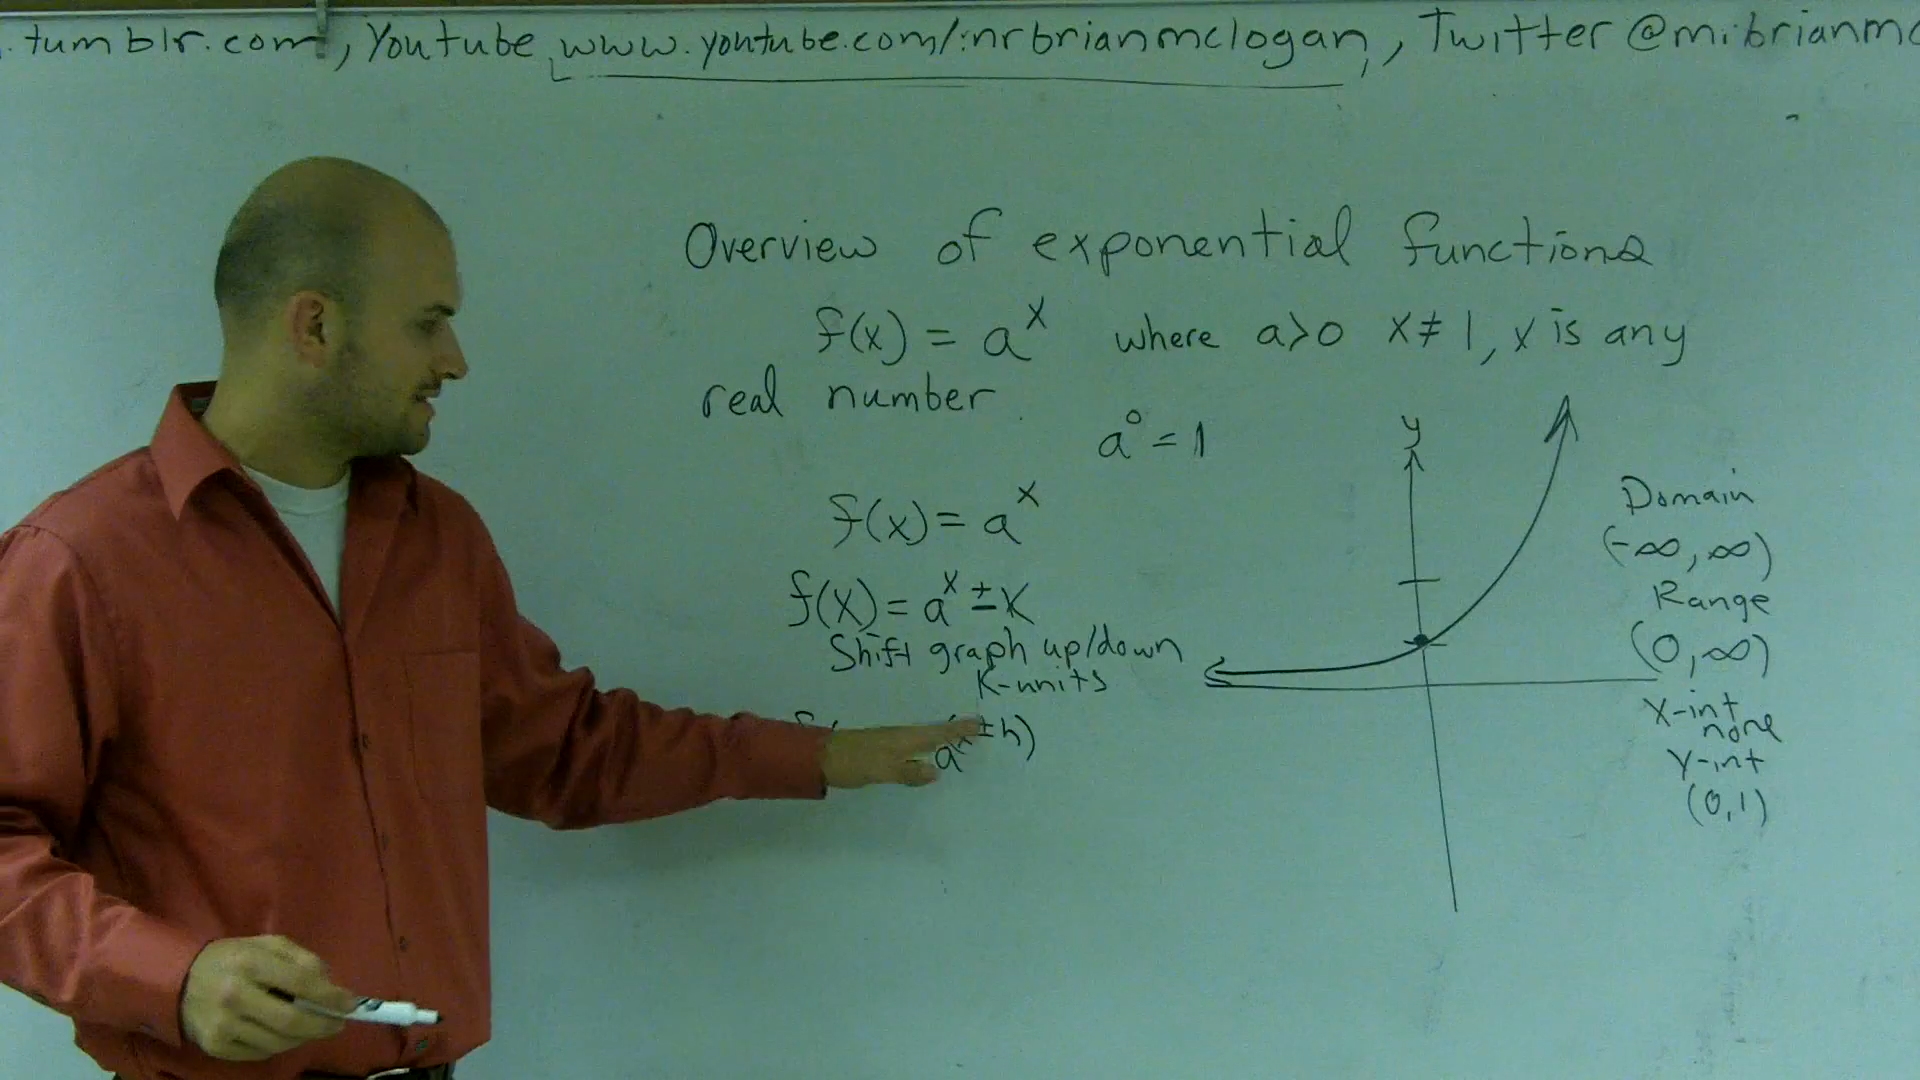 .tumblr.com, Youtube www.youtube.com/mrbrianmclogan, Twitter @mrbrianmc
Overview of exponential functions
f(x) = a^x where a>0 x≠1, x is any
real number.
a^0 = 1
y
f(x) = a^x
f(x) = a^x ± K
Shift graph up/down
K-units
a^(x±h)
Domain
(-∞, ∞)
Range
(0, ∞)
X-int
none
Y-int
(0,1)